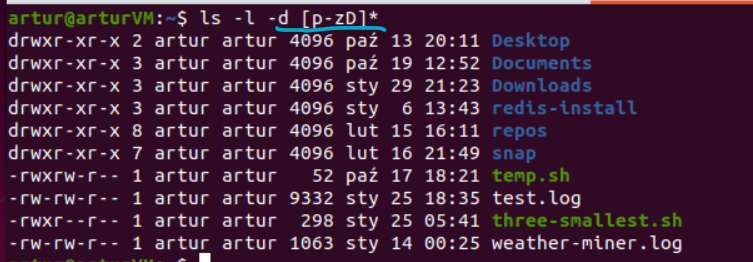 artur@arturVM:~$ ls -l -d [p-zD]*
drwxr-xr-x 2 artur artur 4096 paź 13 20:11 Desktop
drwxr-xr-x 3 artur artur 4096 paź 19 12:52 Documents
drwxr-xr-x 3 artur artur 4096 sty 29 21:23 Downloads
drwxr-xr-x 3 artur artur 4096 sty  6 13:43 redis-install
drwxr-xr-x 8 artur artur 4096 lut 15 16:11 repos
drwxr-xr-x 7 artur artur 4096 lut 16 21:49 snap
-rwxrw-r-- 1 artur artur   52 paź 17 18:21 temp.sh
-rw-rw-r-- 1 artur artur 9332 sty 25 18:35 test.log
-rwxr--r-- 1 artur artur  298 sty 25 05:41 three-smallest.sh
-rw-rw-r-- 1 artur artur 1063 sty 14 00:25 weather-miner.log